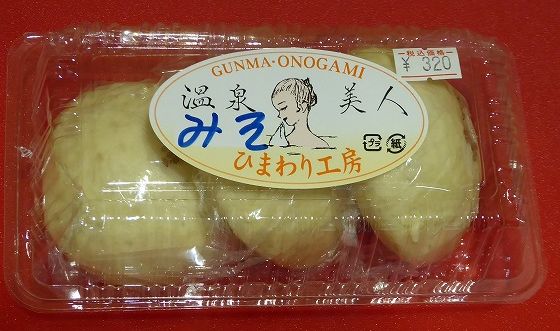 税込価格
¥ 320
GUNMA・ONOGAMI
温泉 美人
みそ
ひまわり工房
プラ 紙